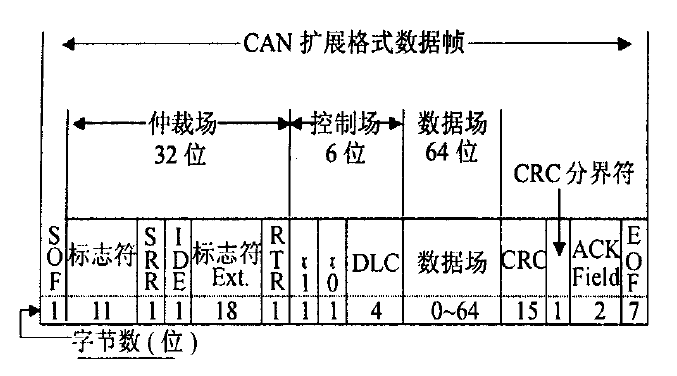 CAN 扩展格式数据帧
仲裁场 控制场 数据场
32 位 6 位 64 位
CRC 分界符
SOF 标志符 SRR IDE 标志符 Ext. RTR r1 r0 DLC 数据场 CRC ACK Field EOF
1 11 1 1 18 1 1 1 4 0~64 15 1 2 7
字节数(位)